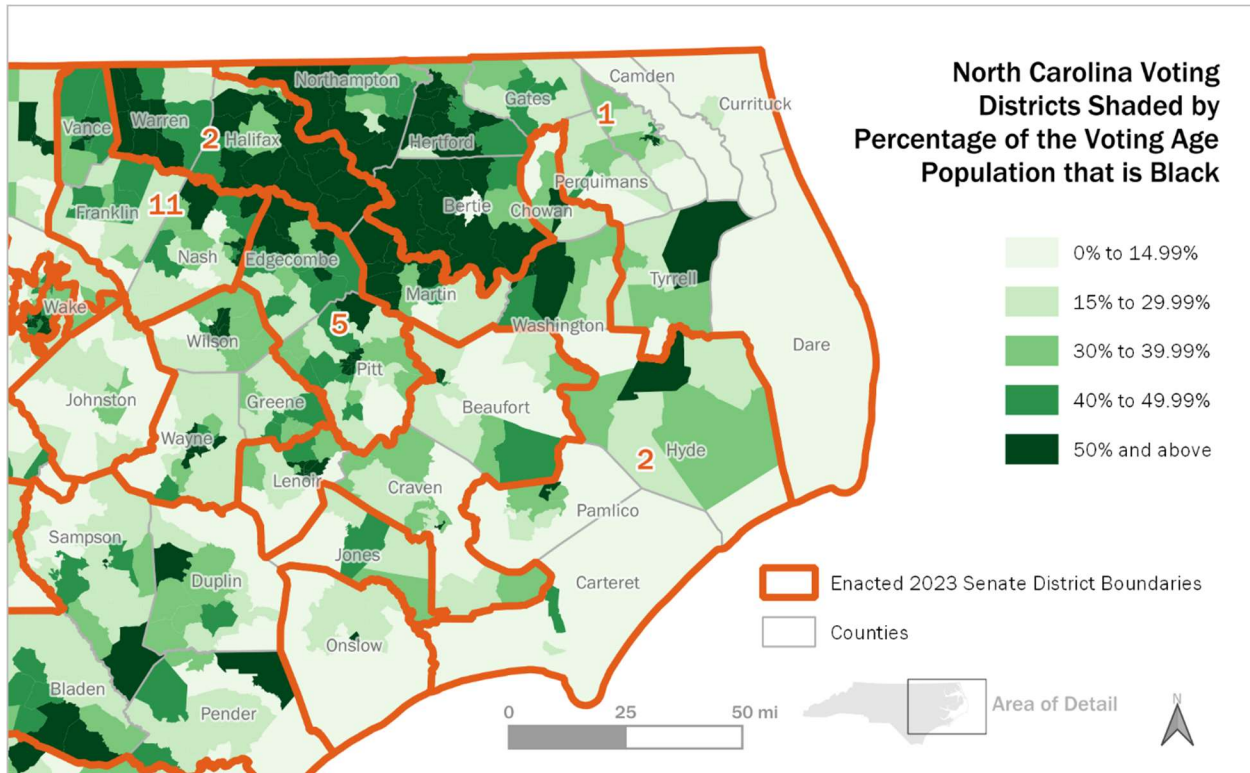 North Carolina Voting
Districts Shaded by
Percentage of the Voting Age
Population that is Black
0% to 14.99%
15% to 29.99%
30% to 39.99%
40% to 49.99%
50% and above
Enacted 2023 Senate District Boundaries
Counties
Area of Detail
N
0 25 50 mi
Camden
Currituck
Northampton
Gates
1
Vance
Warren
2
Halifax
Hertford
Perquimans
Franklin
11
Bertie
Chowan
Nash
Edgecombe
Tyrrell
Martin
Wake
5
Washington
Wilson
Dare
Pitt
Johnston
Greene
Beaufort
Wayne
2
Hyde
Lenoir
Craven
Pamlico
Sampson
Jones
Duplin
Carteret
Onslow
Bladen
Pender